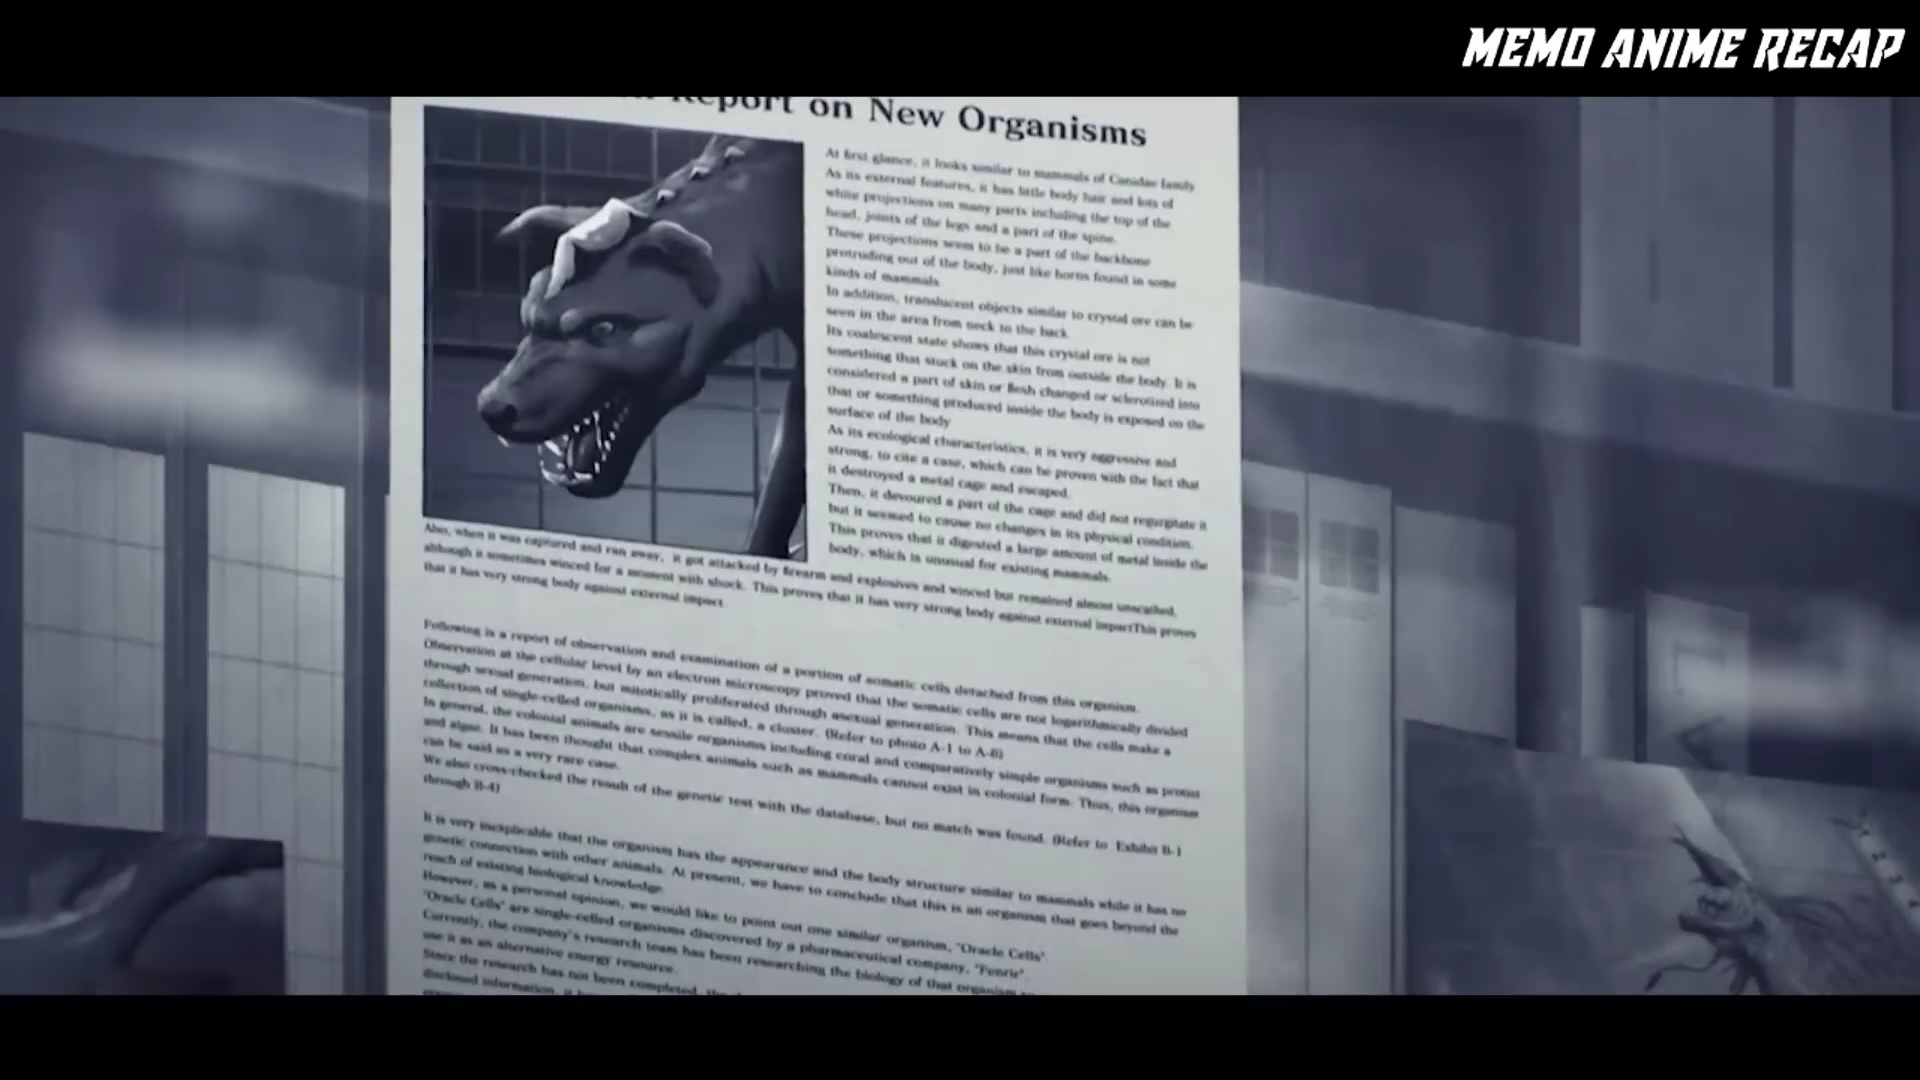 MEMO ANIME RECAP
Report on New Organisms
At first glance, it looks similar to mammals of Canidae family
As its external features, it has little body hair and lots of
white projections on many parts including the top of the
head, joints of the legs and a part of the spine.
These projections seem to be a part of the backbone
protruding out of the body, just like horns found in some
kinds of mammals.
In addition, translucent objects similar to crystal ore can be
seen in the area from neck to the back.
Its coalescent state shows that this crystal ore is not
something that stuck on the skin from outside the body. It is
considered a part of skin or flesh changed or sclerotized into
that or something produced inside the body is exposed on the
surface of the body
As its ecological characteristics, it is very aggressive and
strong, to cite a case, which can be proven with the fact that
it destroyed a metal cage and escaped.
Then, it devoured a part of the cage and did not regurgitate it
but it seemed to cause no changes in its physical condition.
This proves that it digested a large amount of metal inside the
body, which is unusual for existing mammals.
Also, when it was captured and ran away, it got attacked by firearm and explosives and winced but remained almost unscathed,
although it sometimes winced for a moment with shock. This proves that it has very strong body against external impactThis proves
that it has very strong body against external impact.
Following is a report of observation and examination of a portion of somatic cells detached from this organism.
Observation at the cellular level by an electron microscopy proved that the somatic cells are not logarithmically divided
through sexual generation, but mitotically proliferated through asexual generation. This means that the cells make a
collection of single-celled organisms, as it is called, a cluster. (Refer to photo A-1 to A-6)
In general, the colonial animals are sessile organisms including coral and comparatively simple organisms such as protist
and algae. It has been thought that complex animals such as mammals cannot exist in colonial form. Thus, this organism
can be said as a very rare case.
We also cross-checked the result of the genetic test with the database, but no match was found. (Refer to Exhibit B-1
through B-4)
It is very inexplicable that the organism has the appearance and the body structure similar to mammals while it has no
genetic connection with other animals. At present, we have to conclude that this is an organism that goes beyond the
reach of existing biological knowledge.
However, as a personal opinion, we would like to point out one similar organism, "Oracle Cells".
"Oracle Cells" are single-celled organisms discovered by a pharmaceutical company, "Fenrir".
Currently, the company's research team has been researching the biology of that organism
use it as an alternative energy resource.
Since the research has not been completed,
disclosed information,